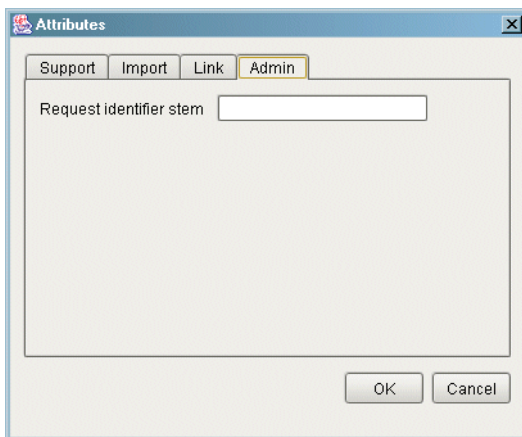 Attributes
Support Import Link Admin
Request identifier stem
OK Cancel